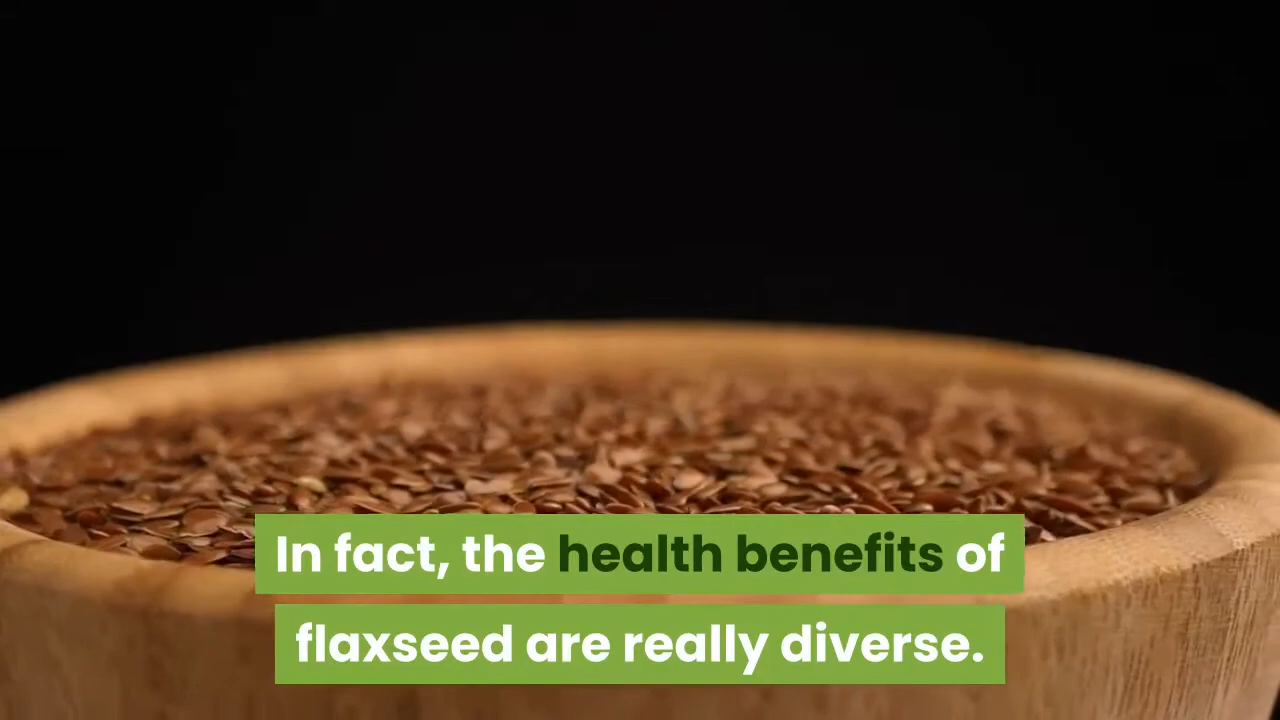 In fact, the health benefits of
flaxseed are really diverse.